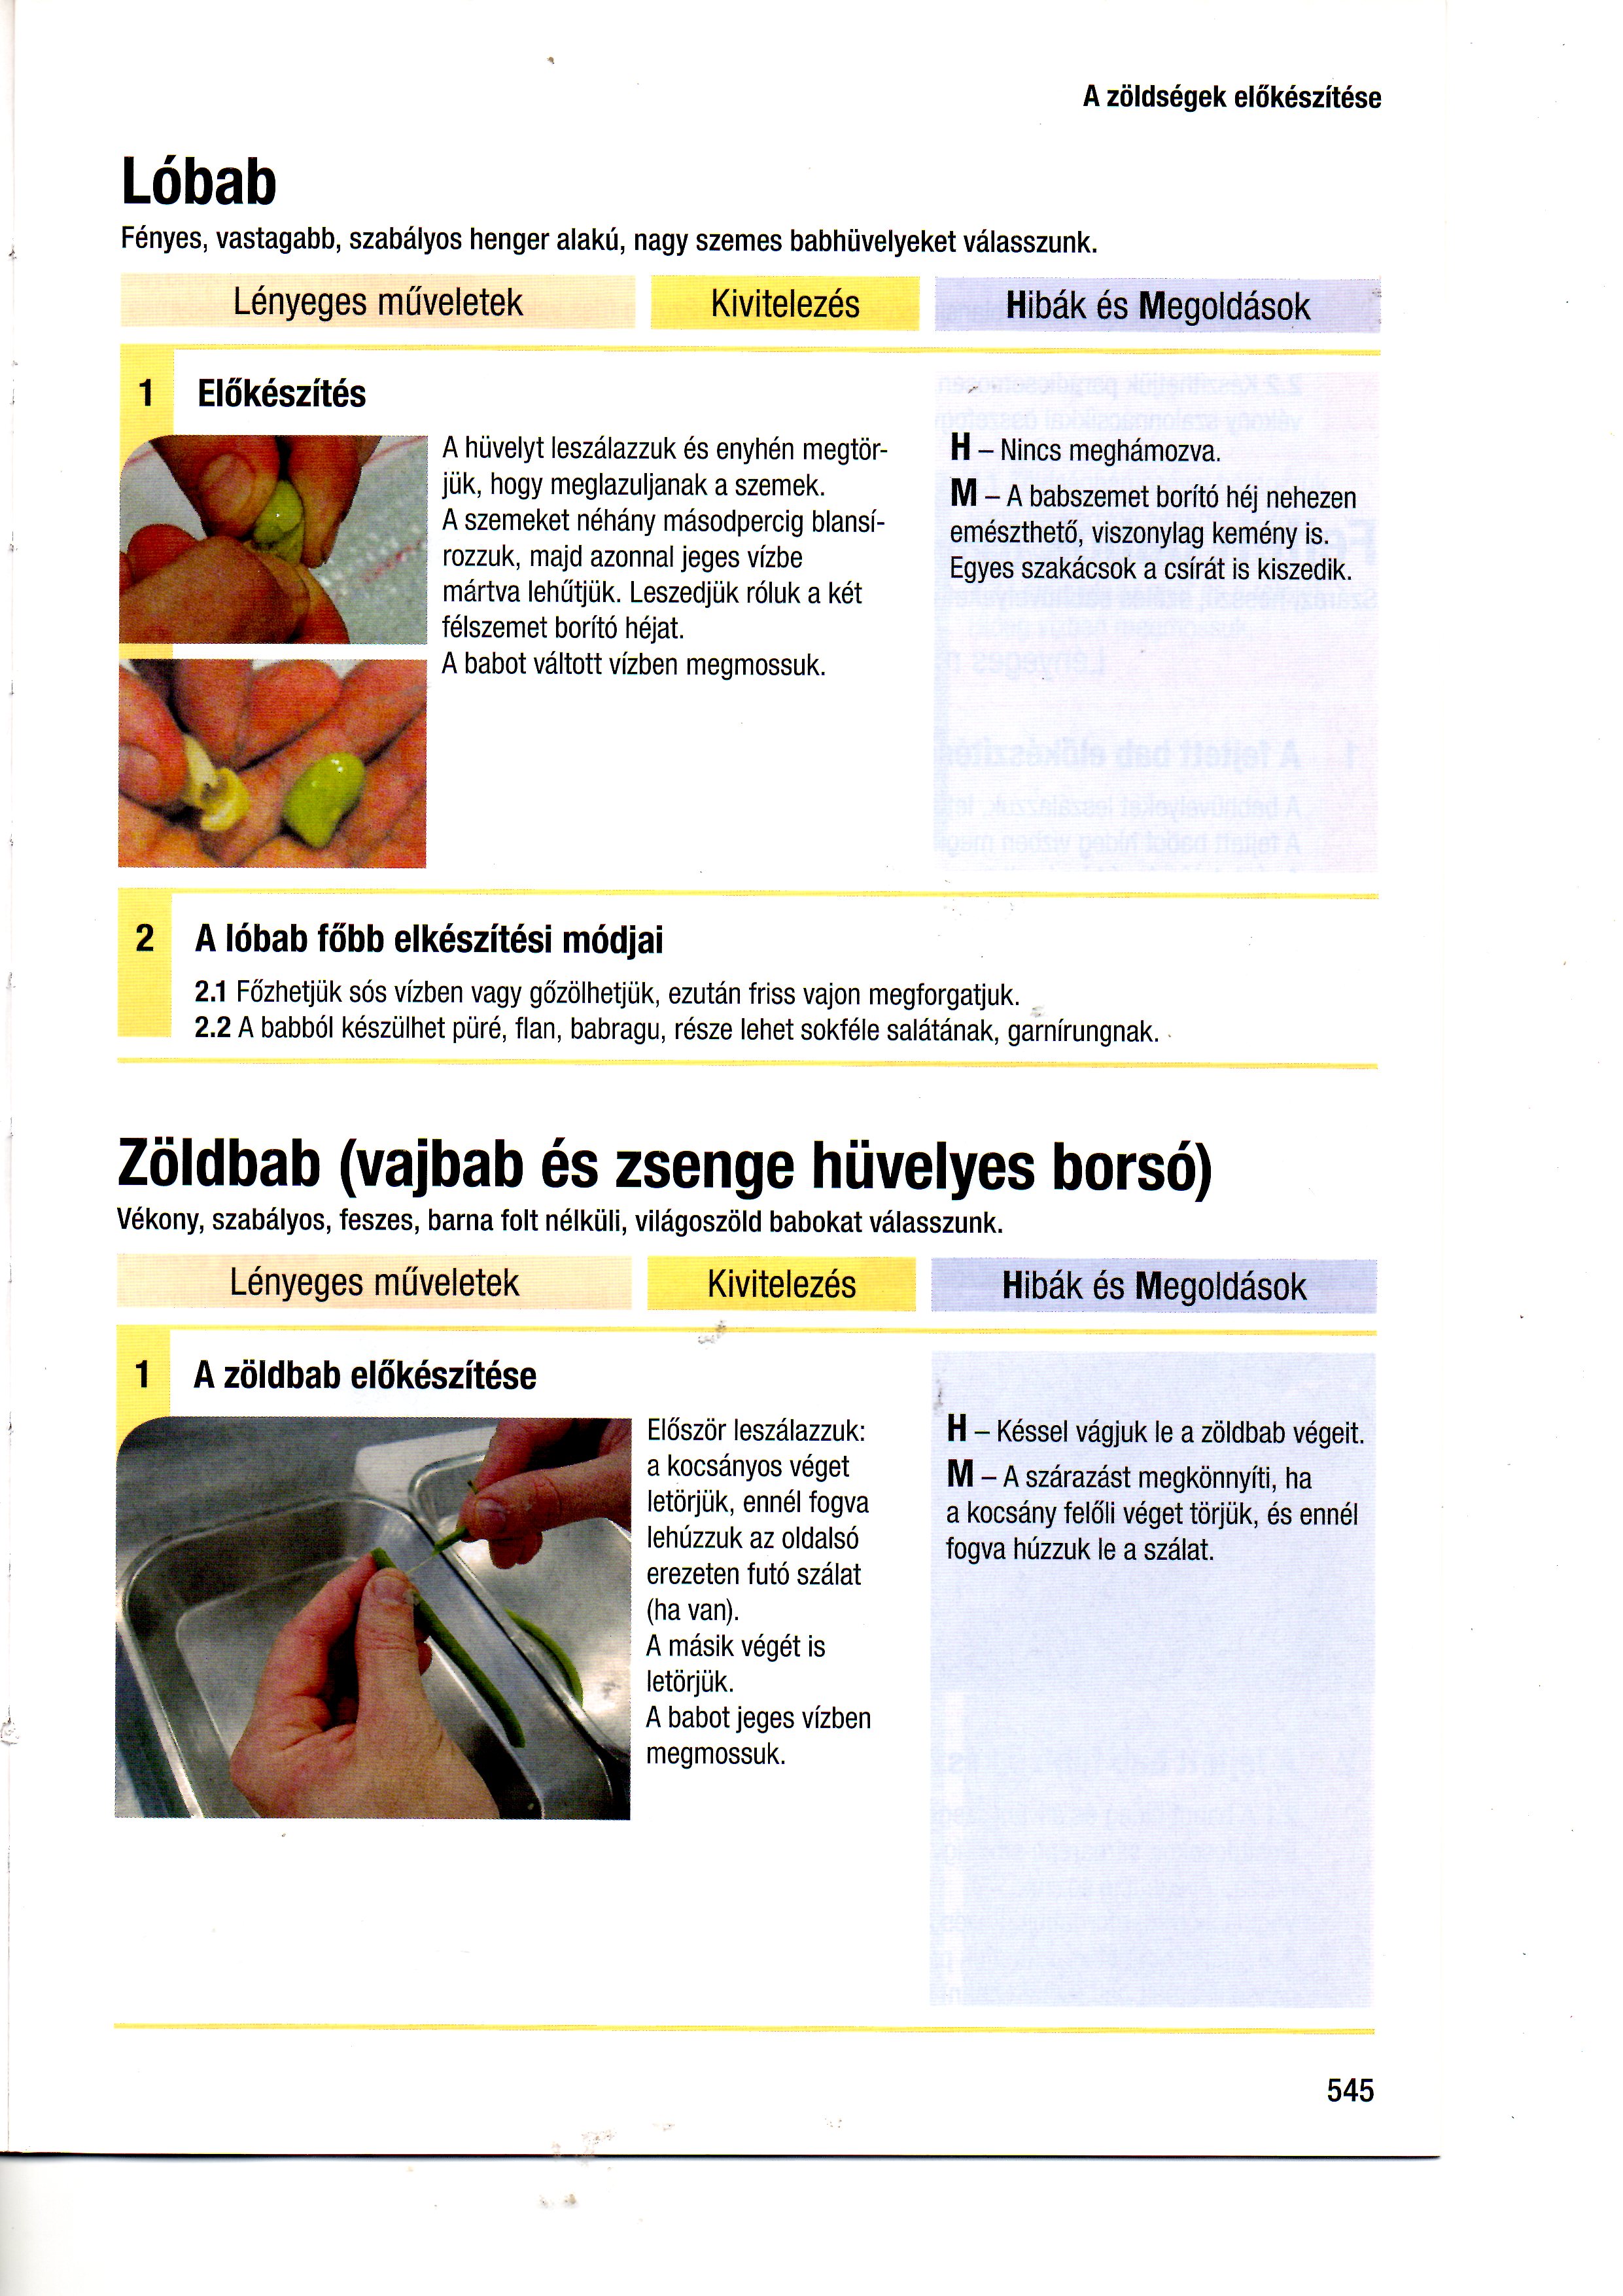 A zöldségek előkészítése
Lóbab
Fényes, vastagabb, szabályos henger alakú, nagy szemes babhüvelyeket válasszunk.
Lényeges műveletek
Kivitelezés
Hibák és Megoldások
1 Előkészítés
A hüvelyt leszálazzuk és enyhén megtör-
jük, hogy meglazuljanak a szemek.
A szemeket néhány másodpercig blansí-
rozzuk, majd azonnal jeges vízbe
mártva lehűtjük. Leszedjük róluk a két
félszemet borító héjat.
A babot váltott vízben megmossuk.
H – Nincs meghámozva.
M – A babszemet borító héj nehezen
emészthető, viszonylag kemény is.
Egyes szakácsok a csírát is kiszedik.
2 A lóbab főbb elkészítési módjai
2.1 Főzhetjük sós vízben vagy gőzölhetjük, ezután friss vajon megforgatjuk.
2.2 A babból készülhet püré, flan, babragu, része lehet sokféle salátának, garnírungnak.
Zöldbab (vajbab és zsenge hüvelyes borsó)
Vékony, szabályos, feszes, barna folt nélküli, világoszöld babokat válasszunk.
Lényeges műveletek
Kivitelezés
Hibák és Megoldások
1 A zöldbab előkészítése
Először leszálazzuk:
a kocsányos véget
letörjük, ennél fogva
lehúzzuk az oldalsó
erezeten futó szálat
(ha van).
A másik végét is
letörjük.
A babot jeges vízben
megmossuk.
H – Késsel vágjuk le a zöldbab végeit.
M – A szárazást megkönnyíti, ha
a kocsány felőli véget törjük, és ennél
fogva húzzuk le a szálat.
545